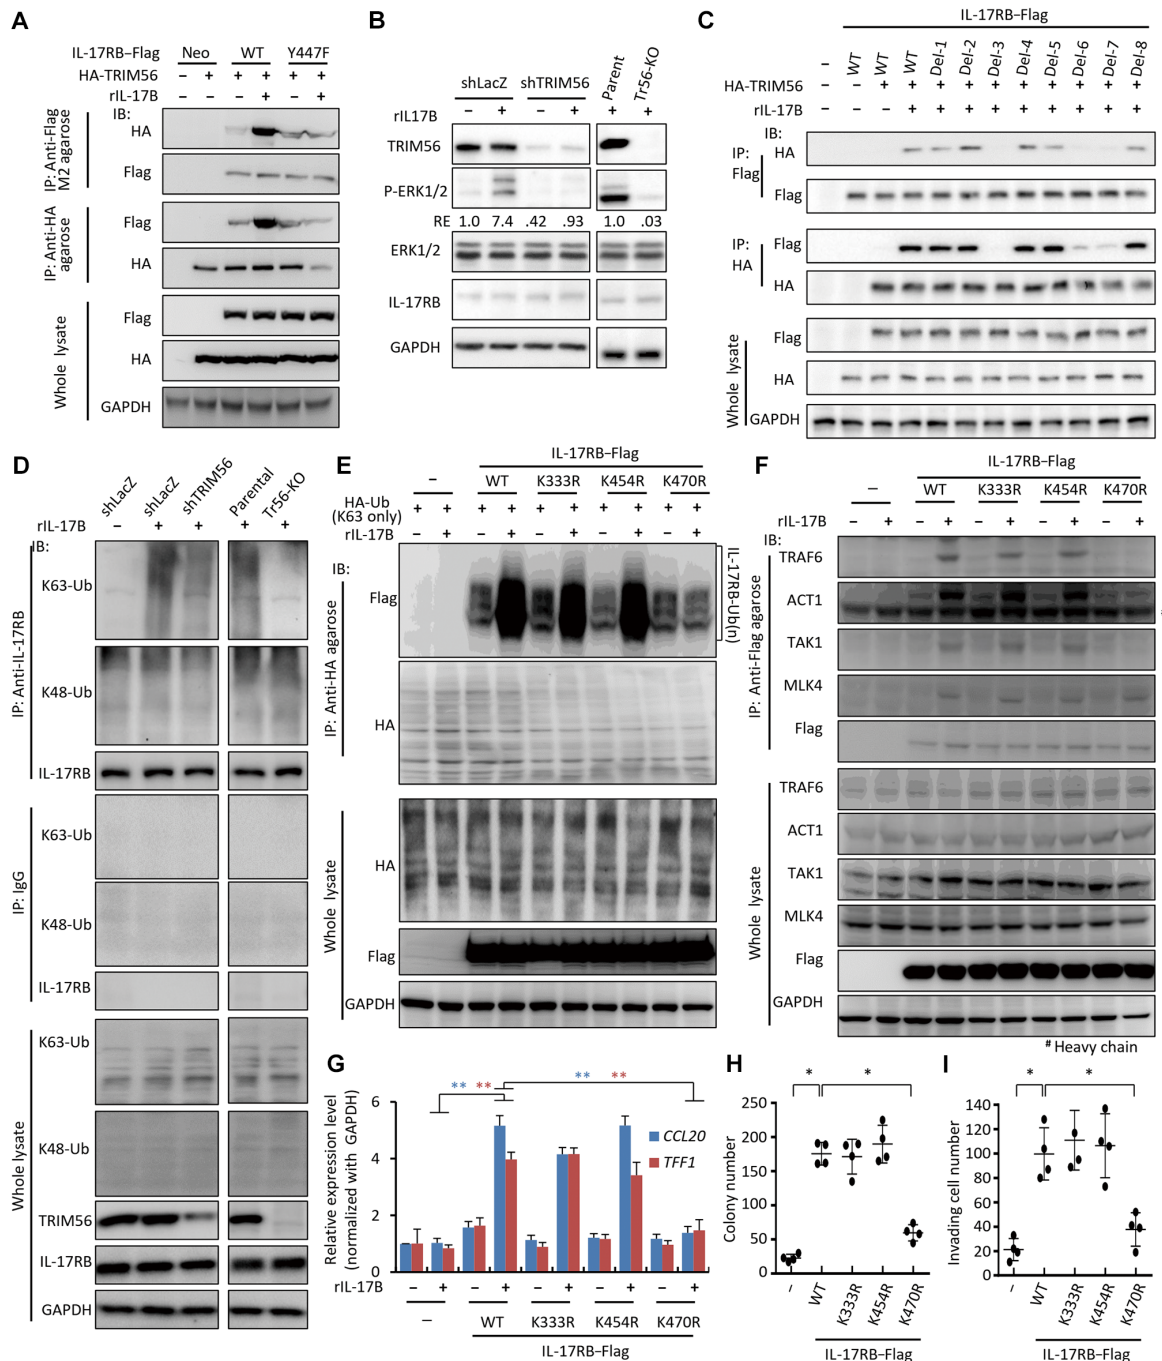 A
IL-17RB–Flag Neo WT Y447F
HA-TRIM56 – + – + – +
rIL-17B – – – + – +
IB:
IP: Anti-Flag M2 agarose
HA
Flag
IP: Anti-HA agarose
Flag
HA
Whole lysate
Flag
HA
GAPDH
B
shLacZ shTRIM56 Parent Tr56-KO
rIL17B – + – + + +
TRIM56
P-ERK1/2
RE 1.0 7.4 .42 .93 1.0 .03
ERK1/2
IL-17RB
GAPDH
C
IL-17RB–Flag
– WT WT WT Del-1 Del-2 Del-3 Del-4 Del-5 Del-6 Del-7 Del-8
HA-TRIM56 – – + + + + + + + + + +
rIL-17B – – – + + + + + + + + +
IB:
IP: Flag
HA
Flag
IP: HA
Flag
HA
Whole lysate
Flag
HA
GAPDH
D
shLacZ shLacZ shTRIM56 Parental Tr56-KO
rIL-17B – + + + +
IB:
IP: Anti-IL-17RB
K63-Ub
K48-Ub
IL-17RB
IP: IgG
K63-Ub
K48-Ub
IL-17RB
Whole lysate
K63-Ub
K48-Ub
TRIM56
IL-17RB
GAPDH
E
IL-17RB–Flag
– WT K333R K454R K470R
HA-Ub (K63 only) + + + + + + + + + +
rIL-17B – + – + – + – + – +
IB:
IP: Anti-HA agarose
Flag
IL-17RB-Ub(n)
HA
Whole lysate
HA
Flag
GAPDH
F
IL-17RB–Flag
– WT K333R K454R K470R
rIL-17B – + – + – + – + – +
IB:
IP: Anti-Flag agarose
TRAF6
ACT1
TAK1
MLK4
Flag
Whole lysate
TRAF6
ACT1
TAK1
MLK4
Flag
GAPDH
# Heavy chain
G
Relative expression level (normalized with GAPDH)
6
4
2
0
** ** ** **
CCL20
TFF1
rIL-17B – + – + – + – + – +
– WT K333R K454R K470R
IL-17RB–Flag
H
Colony number
250
200
150
100
50
0
* *
– WT K333R K454R K470R
IL-17RB–Flag
I
Invading cell number
140
120
100
80
60
40
20
0
* *
– WT K333R K454R K470R
IL-17RB–Flag